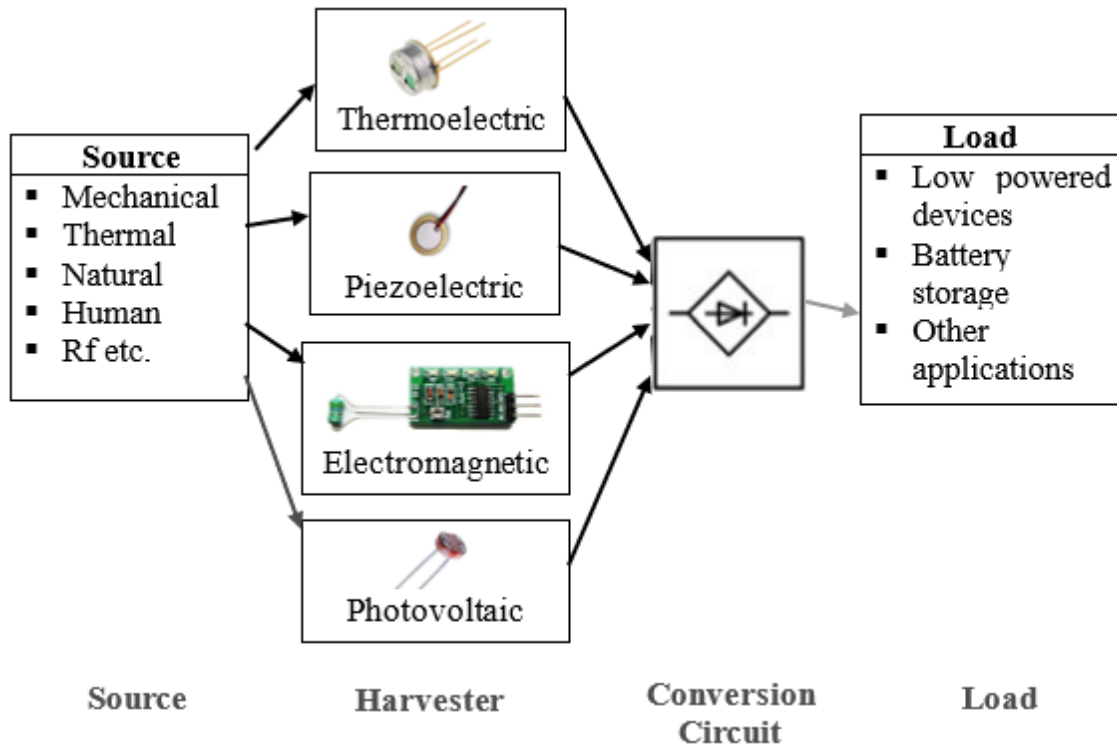 Source
Mechanical
Thermal
Natural
Human
Rf etc.
Thermoelectric
Piezoelectric
Electromagnetic
Photovoltaic
Load
Low powered
devices
Battery
storage
Other
applications
Source
Harvester
Conversion
Circuit
Load